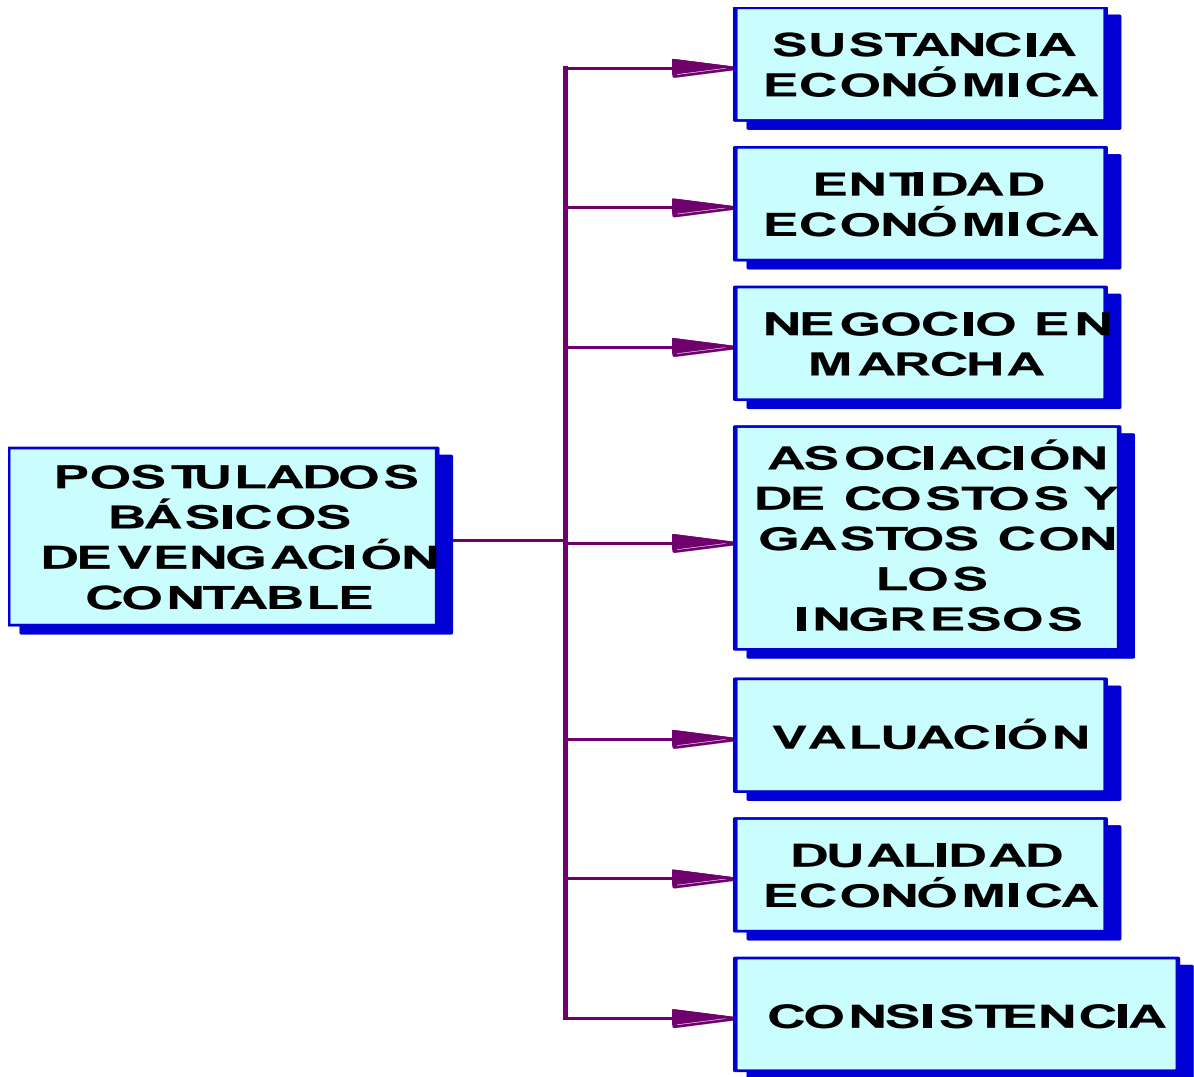 SUSTANCIA
ECONÓMICA
ENTIDAD
ECONÓMICA
NEGOCIO EN
MARCHA
POSTULADOS
BÁSICOS
DEVENGACIÓN
CONTABLE
ASOCIACIÓN
DE COSTOS Y
GASTOS CON
LOS
INGRESOS
VALUACIÓN
DUALIDAD
ECONÓMICA
CONSISTENCIA